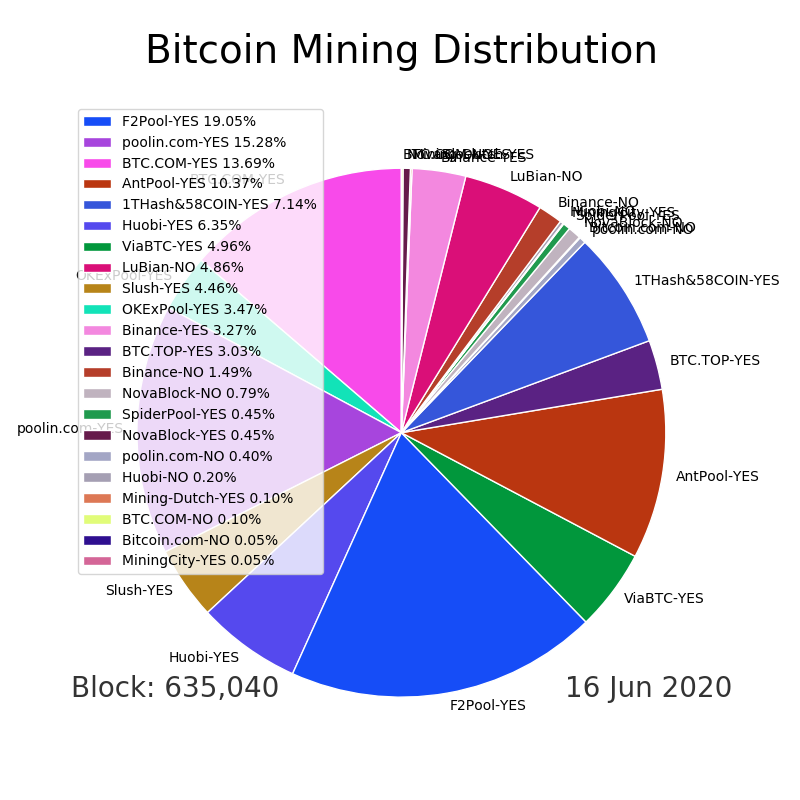 Bitcoin Mining Distribution
F2Pool-YES 19.05%
poolin.com-YES 15.28%
BTC.COM-YES 13.69%
AntPool-YES 10.37%
1THash&58COIN-YES 7.14%
Huobi-YES 6.35%
ViaBTC-YES 4.96%
LuBian-NO 4.86%
Slush-YES 4.46%
OKExPool-YES 3.47%
Binance-YES 3.27%
BTC.TOP-YES 3.03%
Binance-NO 1.49%
NovaBlock-NO 0.79%
SpiderPool-YES 0.45%
NovaBlock-YES 0.45%
poolin.com-NO 0.40%
Huobi-NO 0.20%
Mining-Dutch-YES 0.10%
BTC.COM-NO 0.10%
Bitcoin.com-NO 0.05%
MiningCity-YES 0.05%
Binance-YES
LuBian-NO
Binance-NO
NovaBlock-NO
Bitcoin.com-NO
poolin.com-NO
1THash&58COIN-YES
BTC.TOP-YES
AntPool-YES
ViaBTC-YES
F2Pool-YES
Huobi-YES
Slush-YES
poolin.com-YES
OKExPool-YES
BTC.COM-YES
Block: 635,040
16 Jun 2020